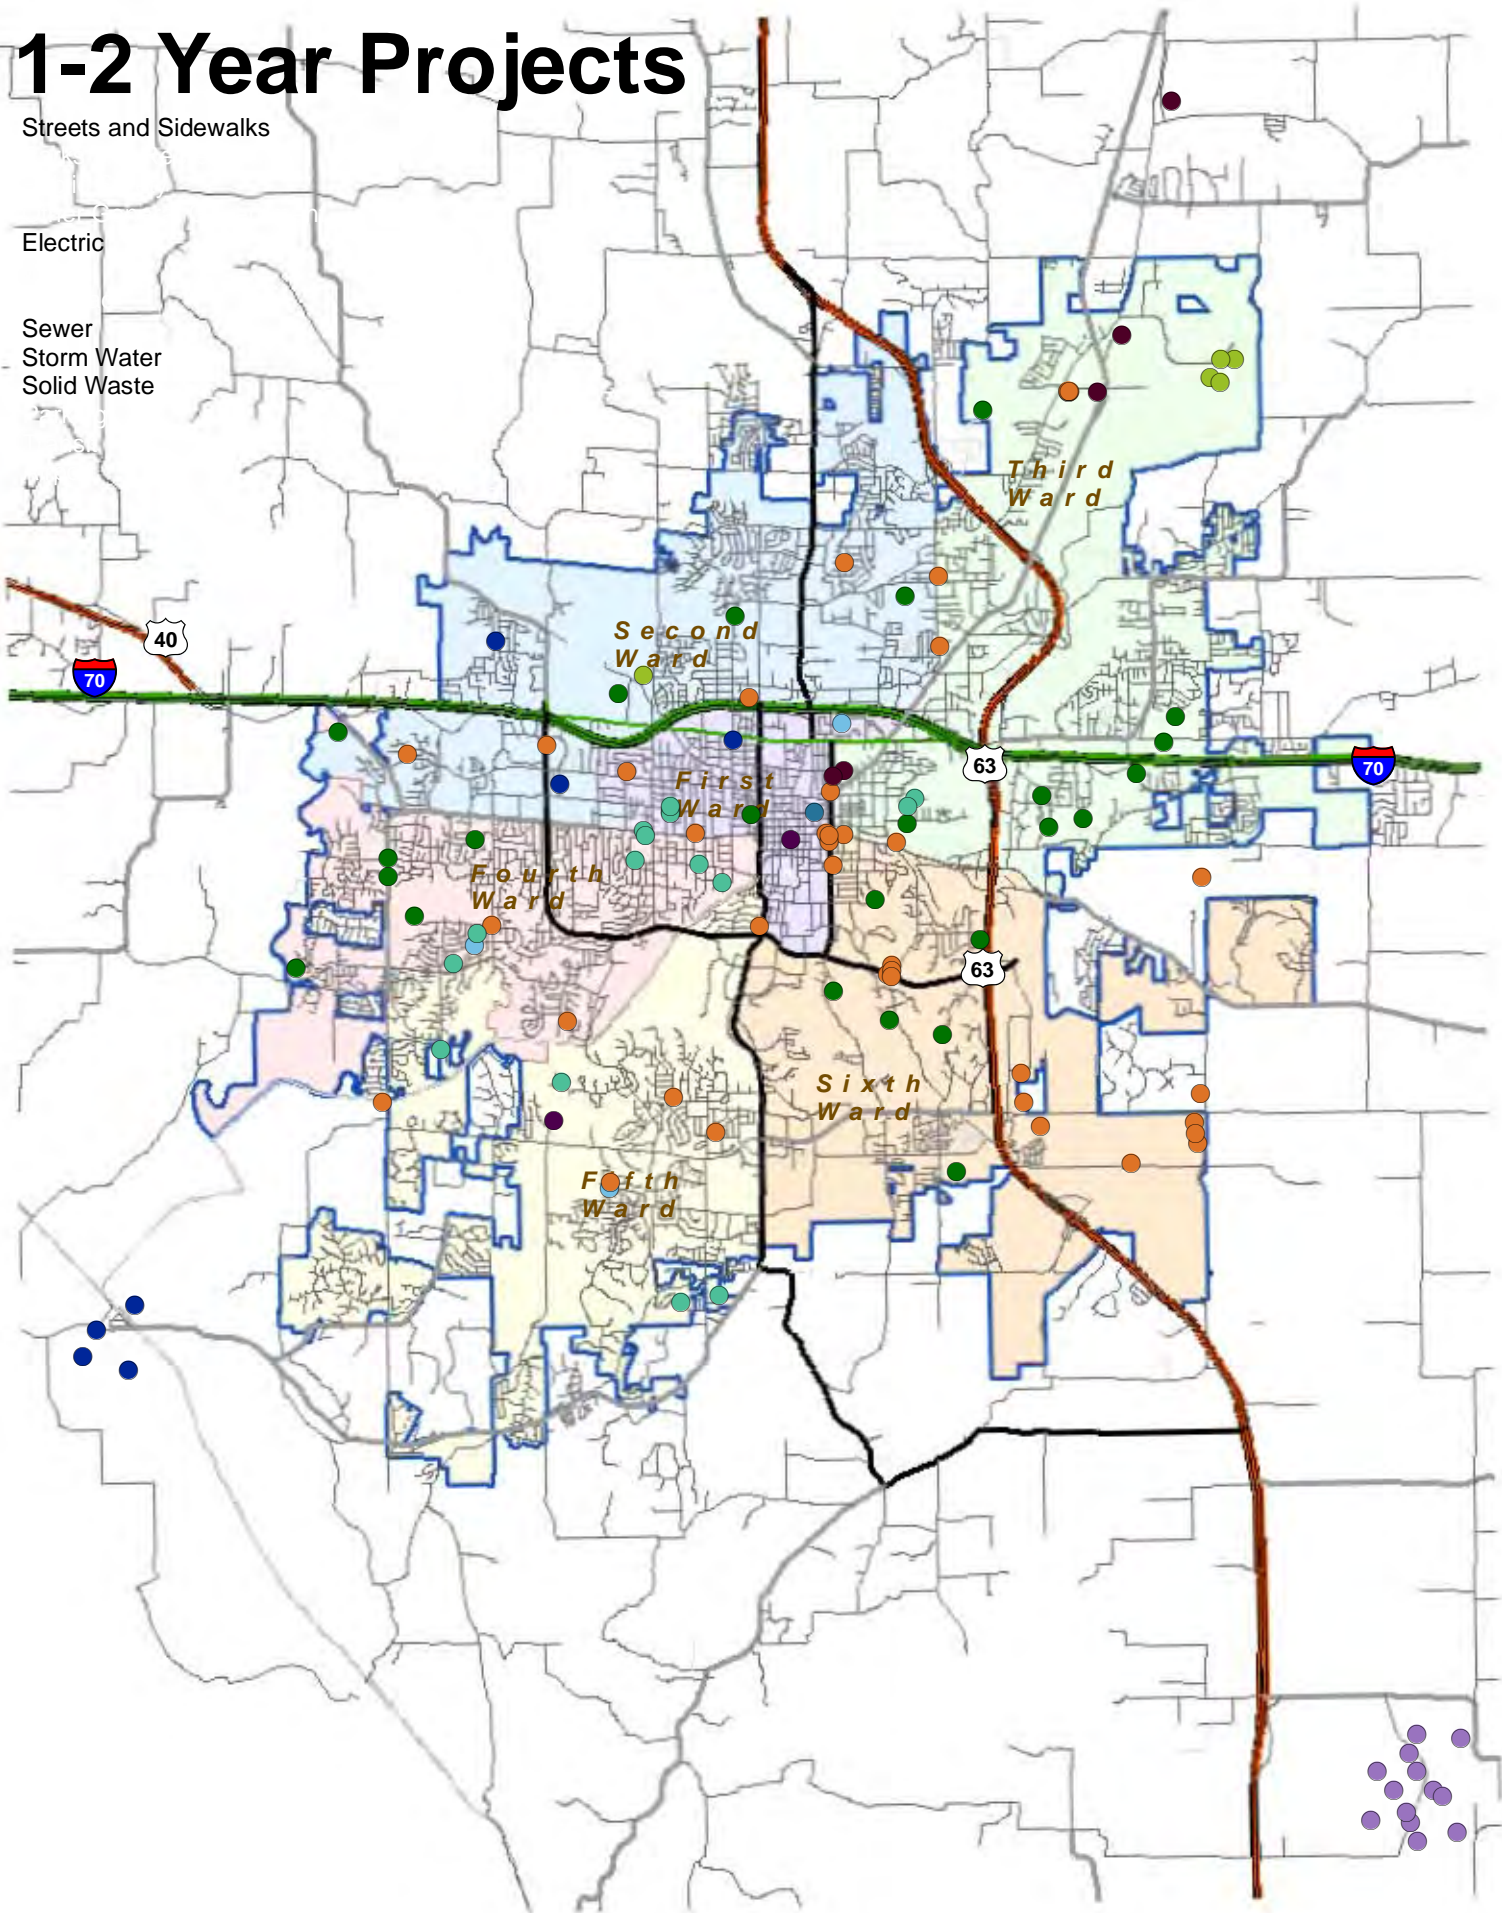 1-2 Year Projects
Streets and Sidewalks
Electric
Sewer
Storm Water
Solid Waste
Third
Ward
Second
Ward
40
70
63
70
First
Ward
Fourth
Ward
63
Sixth
Ward
Fifth
Ward